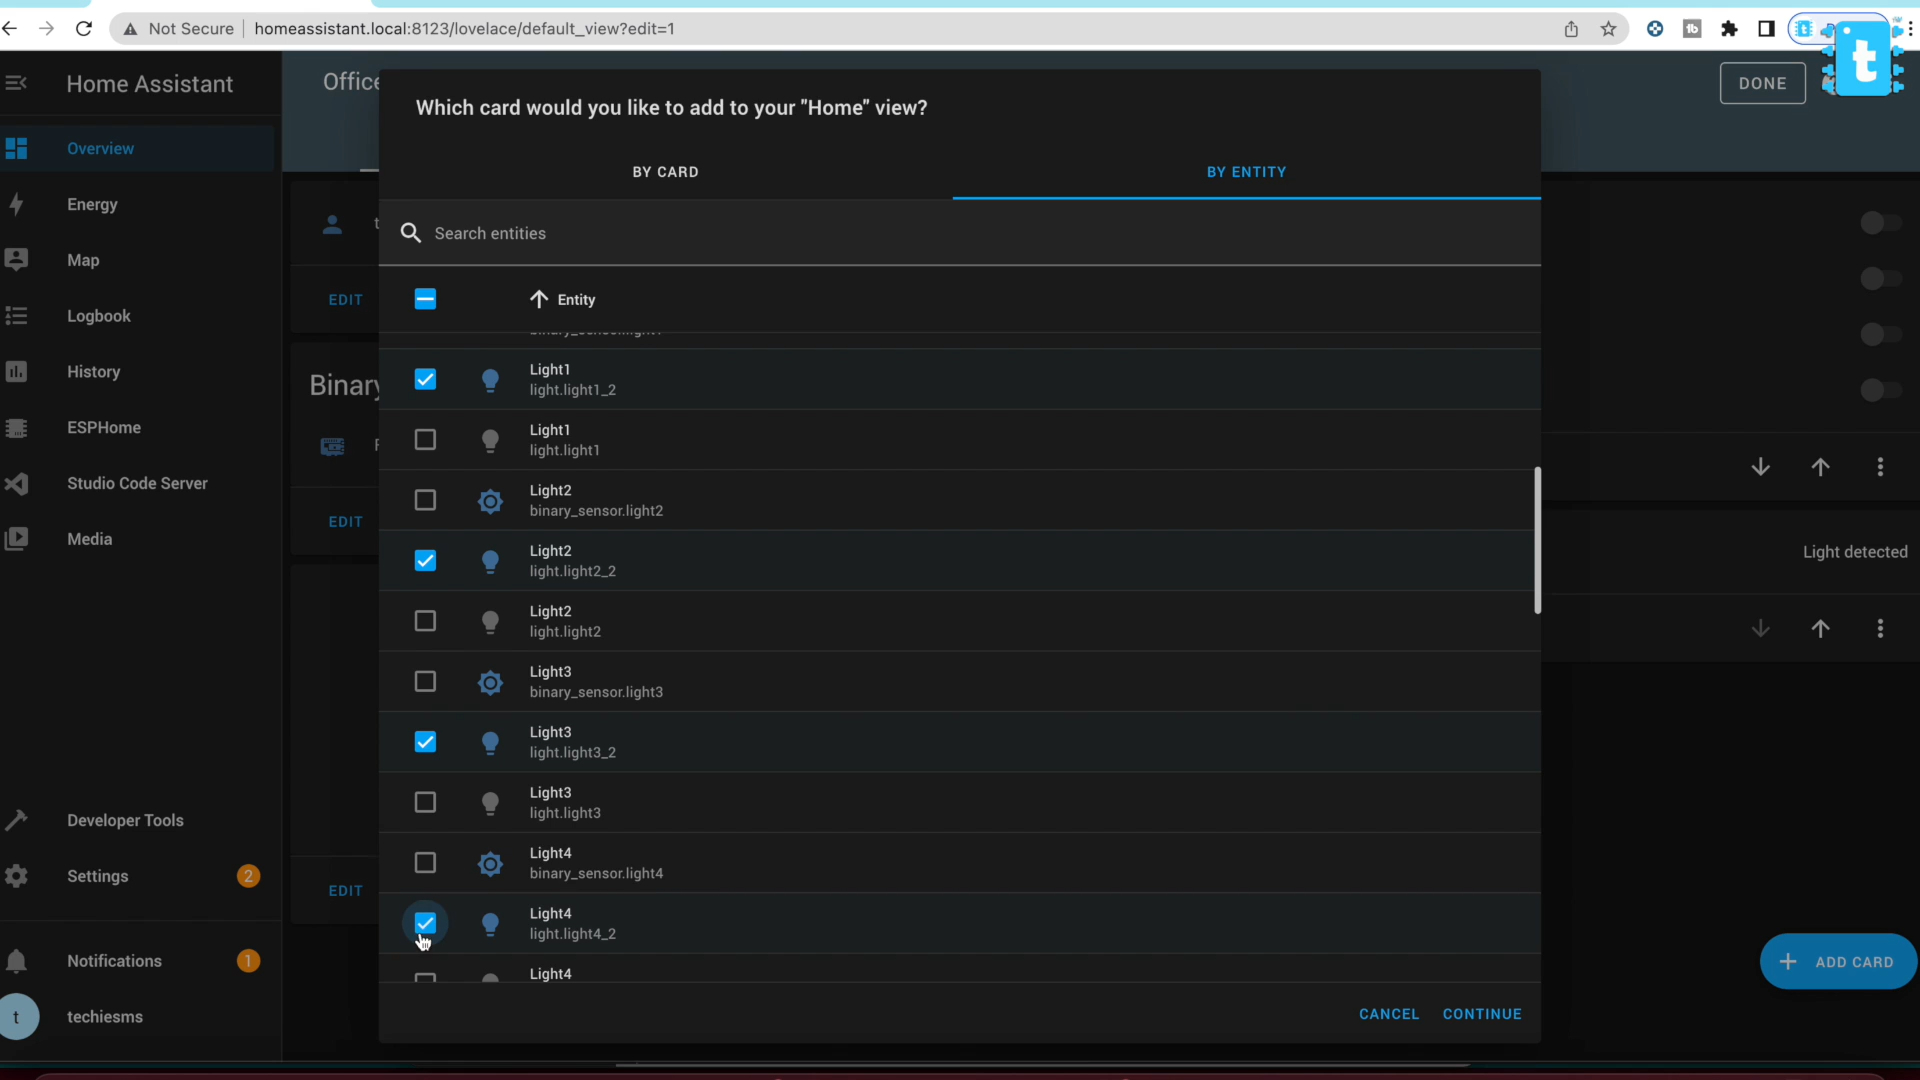 Not Secure
homeassistant.local:8123/lovelace/default_view?edit=1
t
Home Assistant
Office
DONE
Which card would you like to add to your "Home" view?
BY CARD
BY ENTITY
Overview
Energy
Map
Logbook
History
ESPHome
Studio Code Server
Media
Developer Tools
Settings
2
Notifications
1
t
techiesms
t
EDIT
Binary
F
EDIT
EDIT
Search entities
Entity
Light1
light.light1_2
Light1
light.light1
Light2
binary_sensor.light2
Light2
light.light2_2
Light2
light.light2
Light3
binary_sensor.light3
Light3
light.light3_2
Light3
light.light3
Light4
binary_sensor.light4
Light4
light.light4_2
Light4
Light detected
ADD CARD
CANCEL
CONTINUE